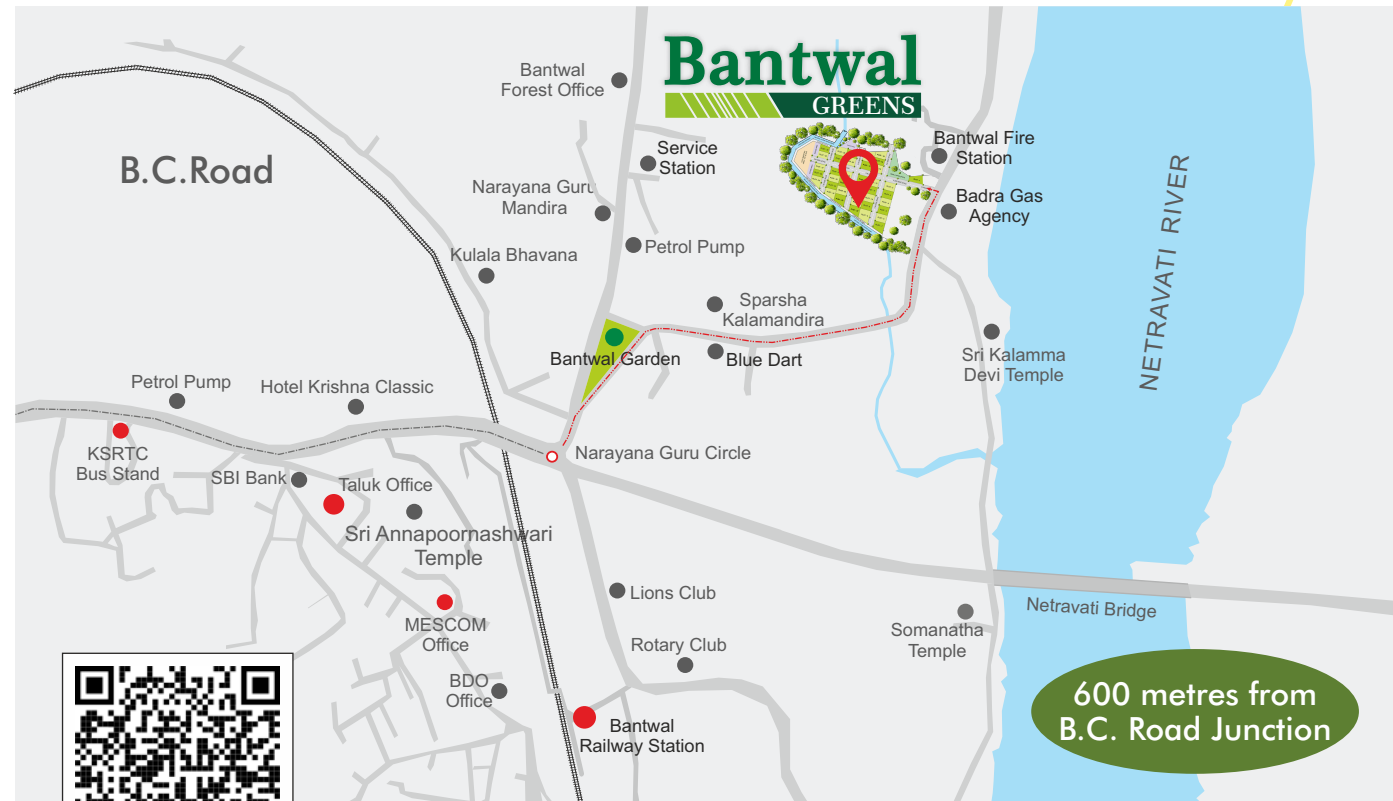 Bantwal
GREENS
Bantwal
Forest Office
B.C.Road
Service
Station
Bantwal Fire
Station
Narayana Guru
Mandira
Badra Gas
Agency
Petrol Pump
Kulala Bhavana
NETRAVATI RIVER
Sparsha
Kalamandira
Bantwal Garden
Blue Dart
Sri Kalamma
Devi Temple
Petrol Pump
Hotel Krishna Classic
KSRTC
Bus Stand
Narayana Guru Circle
SBI Bank
Taluk Office
Sri Annapoornashwari
Temple
Lions Club
Netravati Bridge
MESCOM
Office
Somanatha
Temple
Rotary Club
BDO
Office
600 metres from
B.C. Road Junction
Bantwal
Railway Station